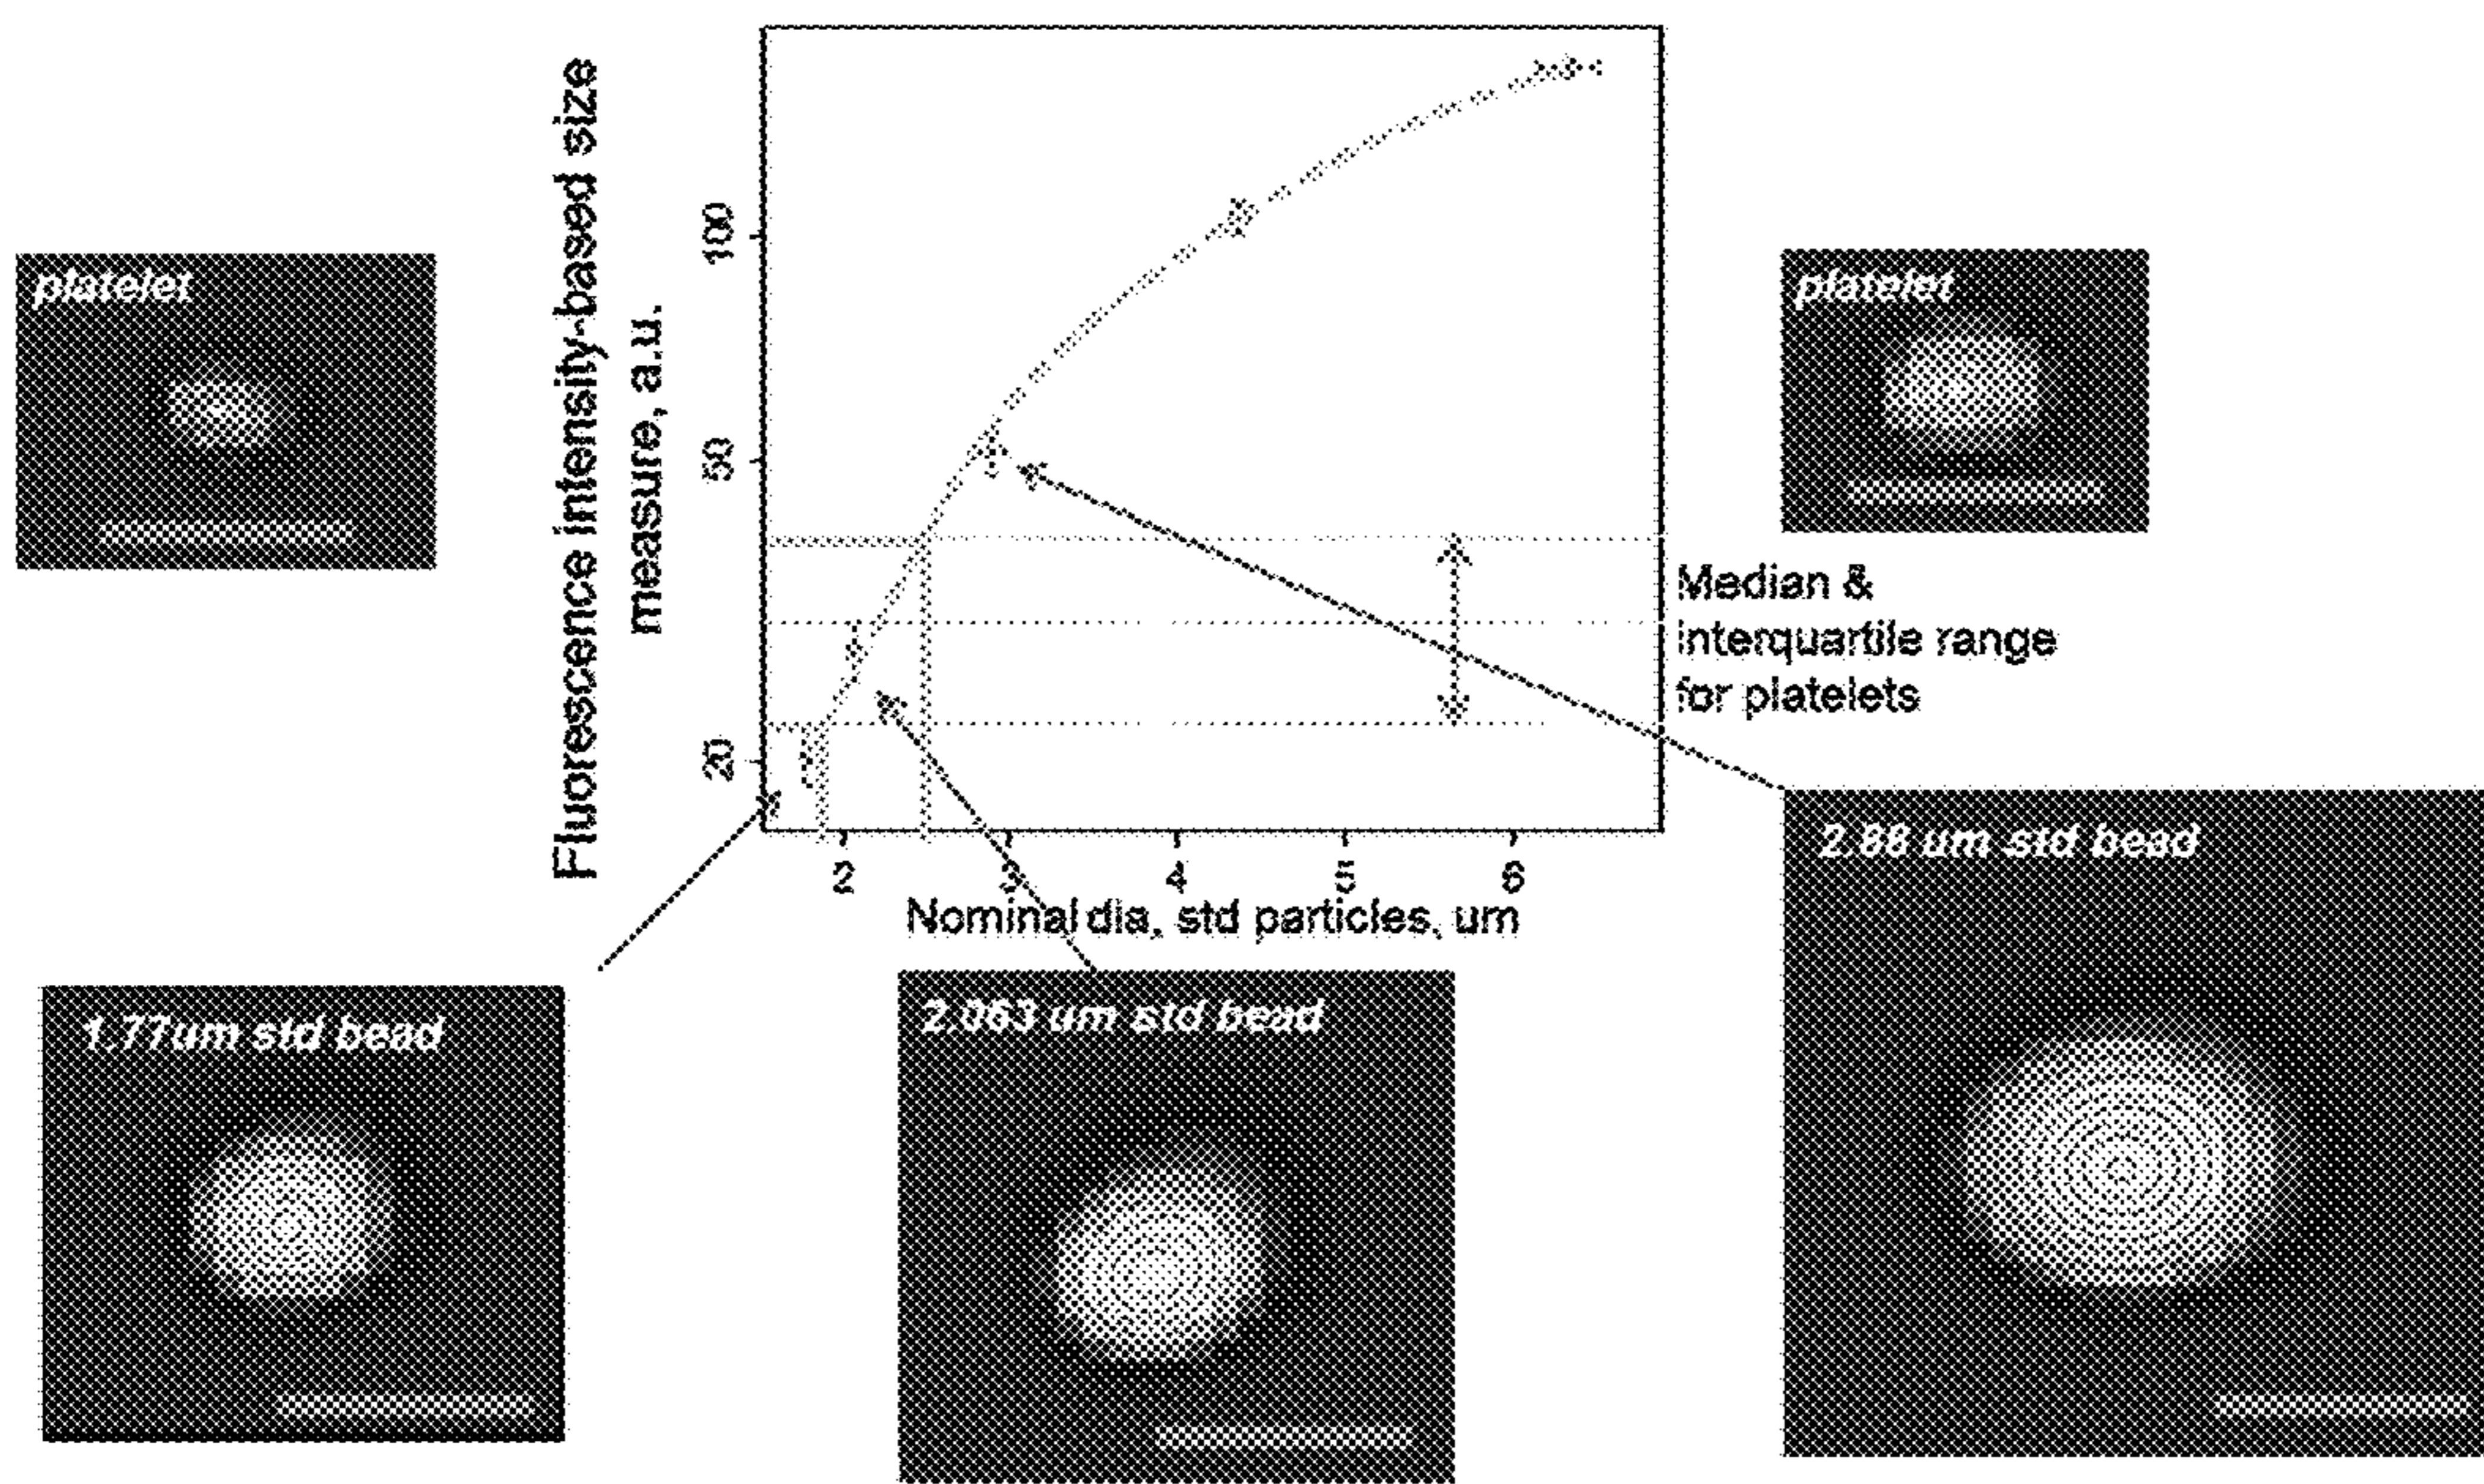 Fluorescence intensity-based size
measure, a.u.
100
50
20
2
3
4
5
6
Nominal dia, std particles, um
platelet
platelet
Median &
interquartile range
for platelets
1.77um std bead
2.063 um std bead
2.88 um std bead